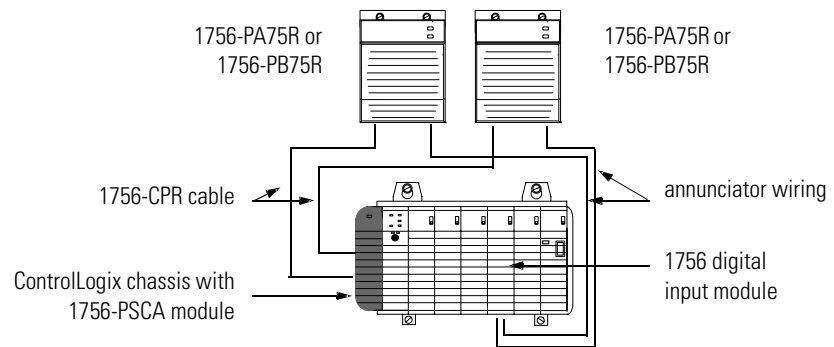 1756-PA75R or
1756-PB75R
1756-PA75R or
1756-PB75R
1756-CPR cable
annunciator wiring
ControlLogix chassis with
1756-PSCA module
1756 digital
input module